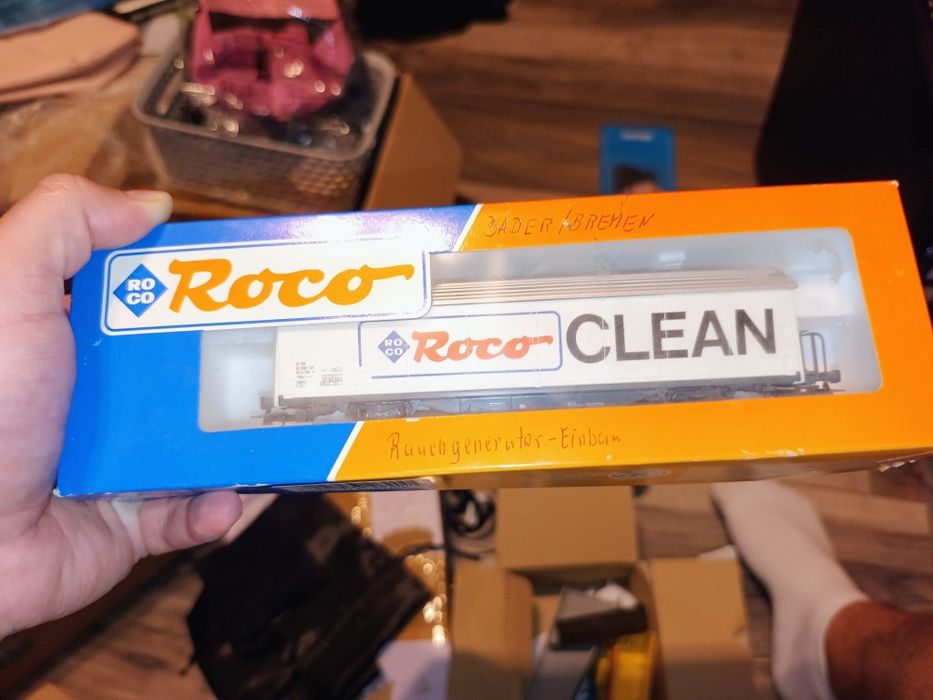 BADER/BREMEN
RO
CO
Roco
RO
CO
Roco
CLEAN
Rauchgenerator-Einbau